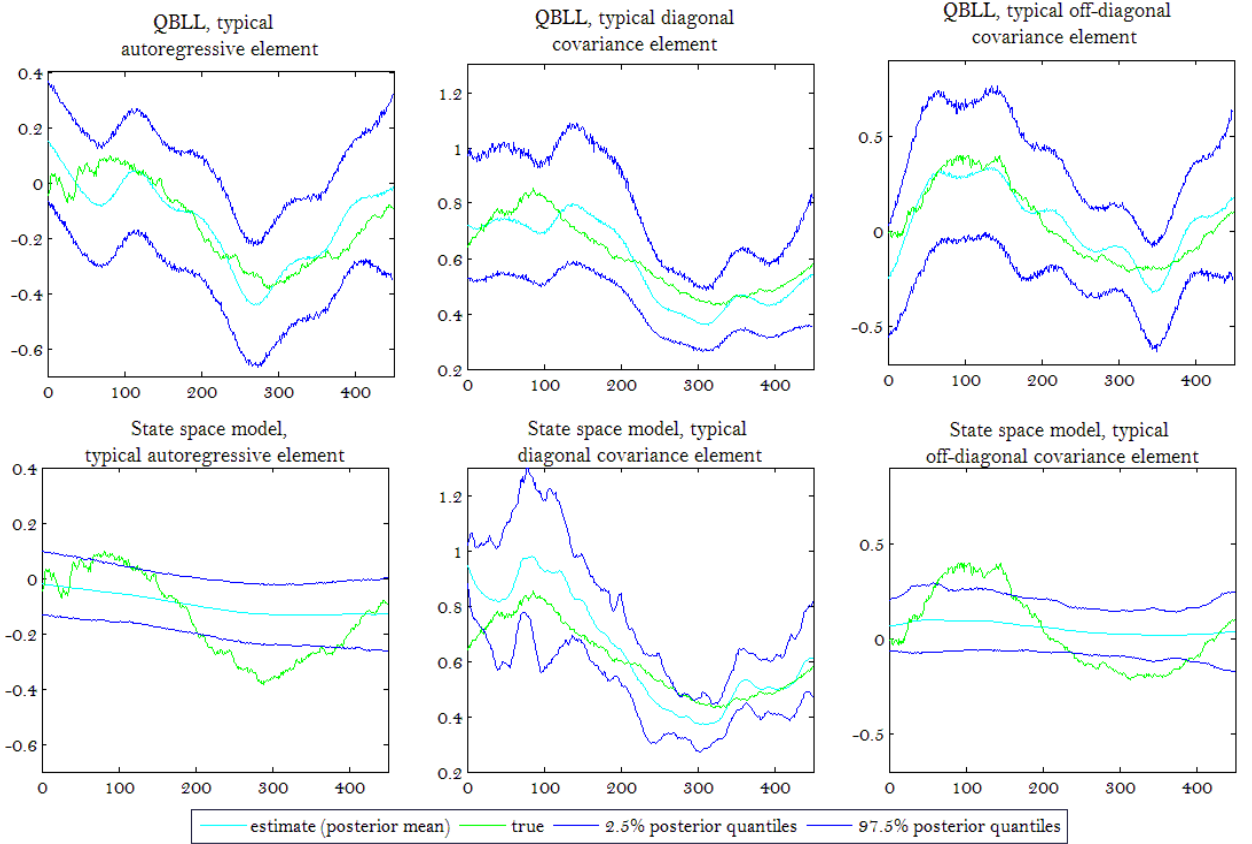 QBLL, typical
autoregressive element
QBLL, typical diagonal
covariance element
QBLL, typical off-diagonal
covariance element
0.4
0.2
0
-0.2
-0.4
-0.6
0 100 200 300 400
1.2
1
0.8
0.6
0.4
0.2
0 100 200 300 400
0.5
0
-0.5
0 100 200 300 400
State space model,
typical autoregressive element
State space model, typical
diagonal covariance element
State space model, typical
off-diagonal covariance element
0.4
0.2
0
-0.2
-0.4
-0.6
0 100 200 300 400
1.2
1
0.8
0.6
0.4
0.2
0 100 200 300 400
0.5
0
-0.5
0 100 200 300 400
estimate (posterior mean) true 2.5% posterior quantiles 97.5% posterior quantiles